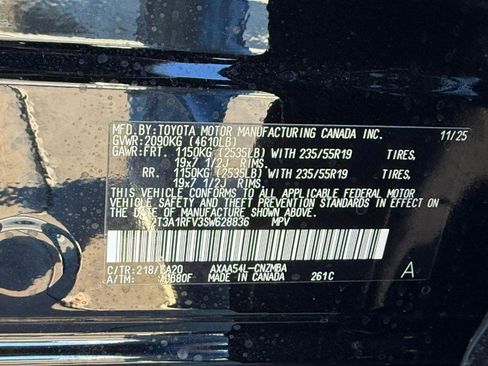 MFD.BY:TOYOTA MOTOR MANUFACTURING CANADA INC. 11/25
GVWR:2090KG (4610LB)
GAWR:FRT. 1150KG (2535LB) WITH 235/55R19 TIRES,
19x7 1/2J RIMS.
RR. 1150KG (2535LB) WITH 235/55R19 TIRES,
19x7 1/2J RIMS.
THIS VEHICLE CONFORMS TO ALL APPLICABLE FEDERAL MOTOR
VEHICLE SAFETY AND THEFT PREVENTION STANDARDS IN EFFECT
ON THE DATE OF MANUFACTURE SHOWN ABOVE.
T3A1RFV3SW628836 MPV
C/TR:218/CA20 AXAA54L-CNZMBA A
A/TM: /UB80F MADE IN CANADA 261C